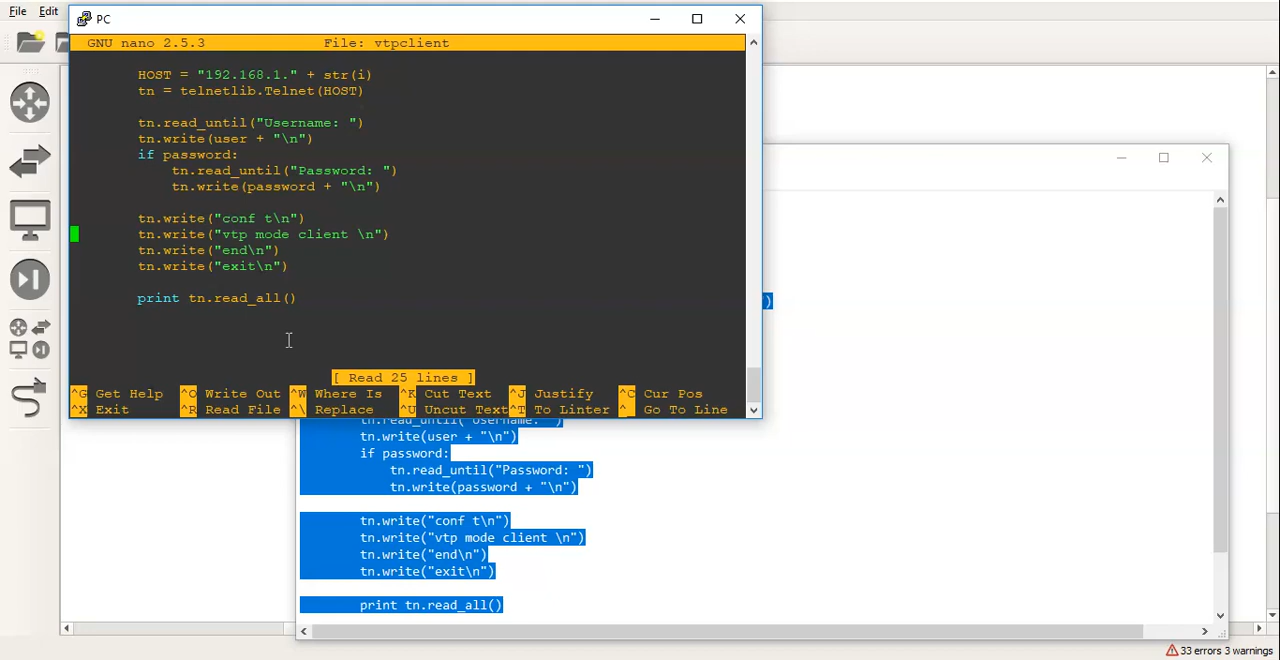 File Edit
PC
GNU nano 2.5.3 File: vtpclient
HOST = "192.168.1." + str(i)
tn = telnetlib.Telnet(HOST)
tn.read_until("Username: ")
tn.write(user + "\n")
if password:
tn.read_until("Password: ")
tn.write(password + "\n")
tn.write("conf t\n")
tn.write("vtp mode client \n")
tn.write("end\n")
tn.write("exit\n")
print tn.read_all()
[ Read 25 lines ]
^G Get Help ^O Write Out ^W Where Is ^K Cut Text ^J Justify ^C Cur Pos
^X Exit ^R Read File ^\ Replace ^U Uncut Text ^T To Linter ^_ Go To Line
")
tn.read_until("Username: ")
tn.write(user + "\n")
if password:
tn.read_until("Password: ")
tn.write(password + "\n")
tn.write("conf t\n")
tn.write("vtp mode client \n")
tn.write("end\n")
tn.write("exit\n")
print tn.read_all()
33 errors 3 warnings